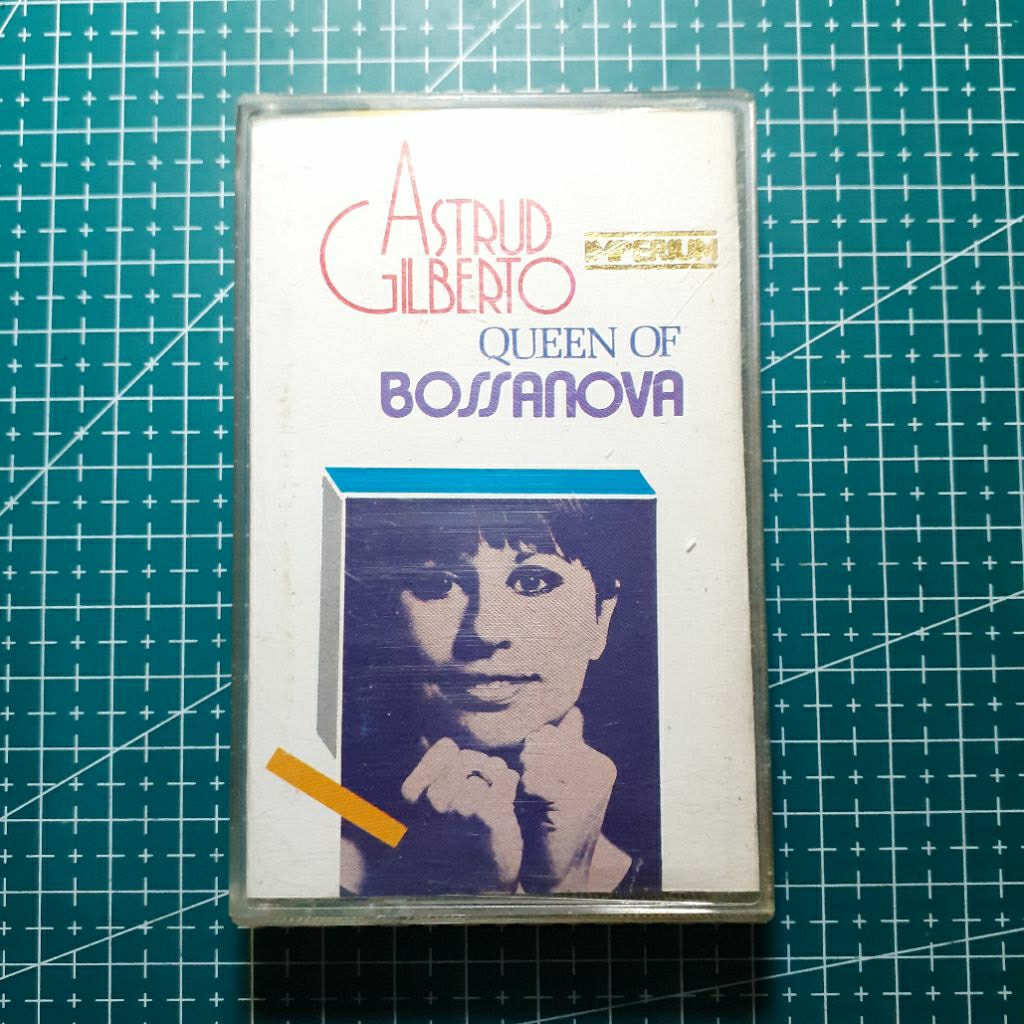 ASTRUD
GILBERTO
IMPERIUM
QUEEN OF
BOSSANOVA